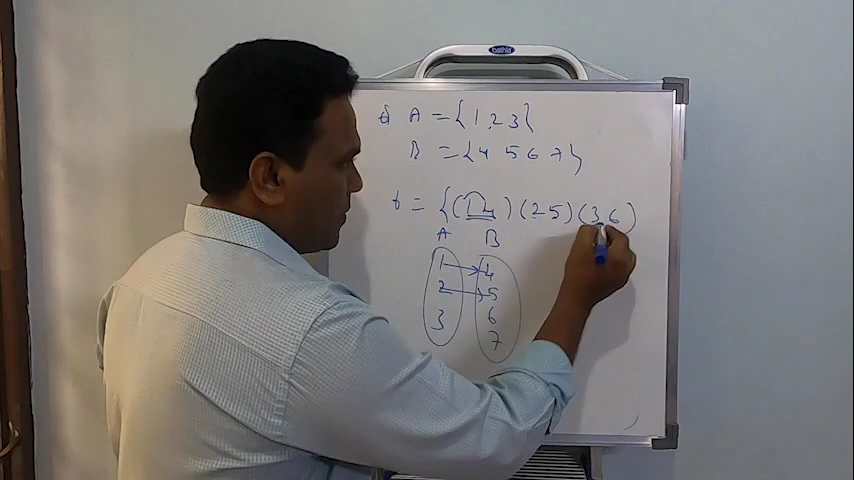 bathla
A = {1 2 3}
B = {4 5 6 7}
f = {(1 4) (2 5) (3 6)
A B
1 4
2 5
3 6
7